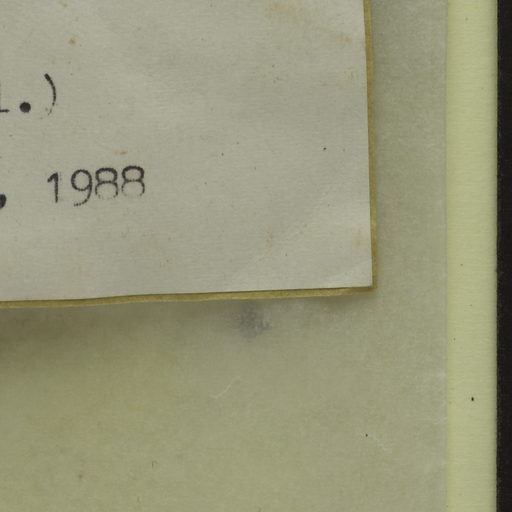 .)
, 1988